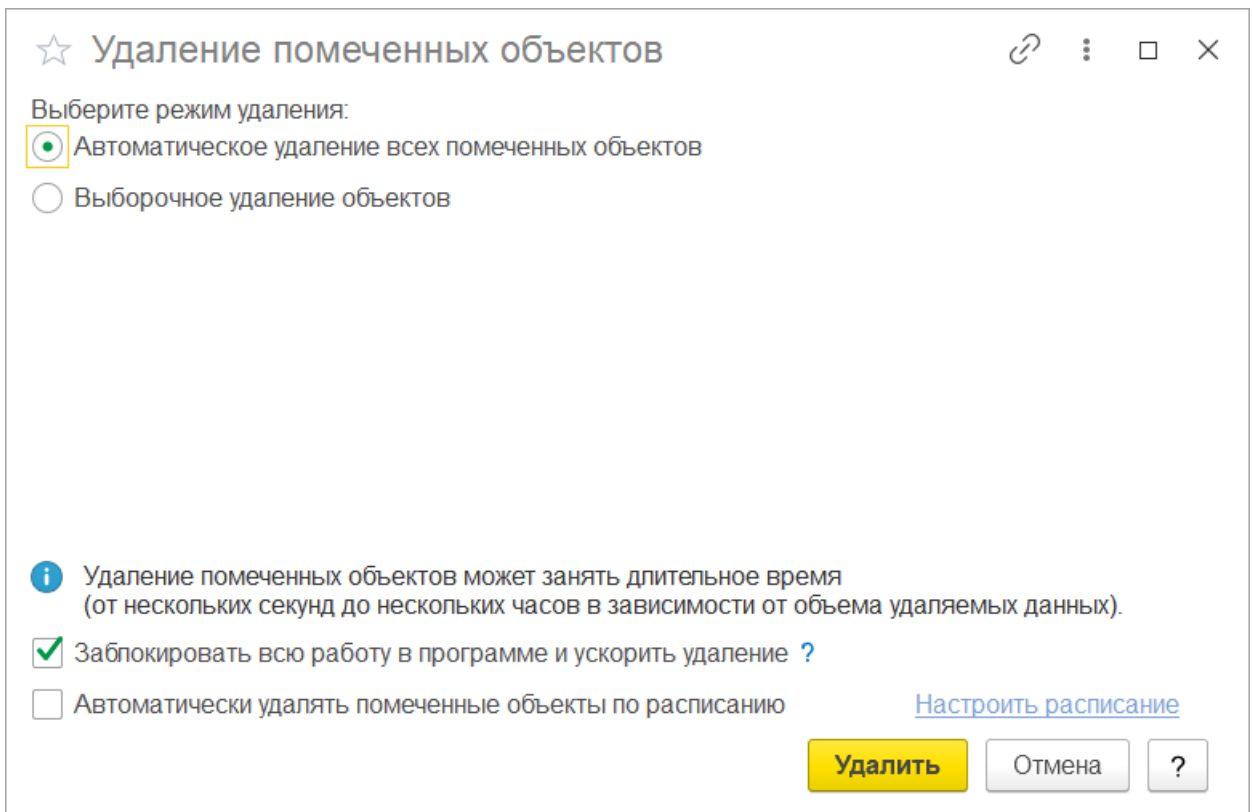 Удаление помеченных объектов
Выберите режим удаления:
Автоматическое удаление всех помеченных объектов
Выборочное удаление объектов
Удаление помеченных объектов может занять длительное время
(от нескольких секунд до нескольких часов в зависимости от объема удаляемых данных).
Заблокировать всю работу в программе и ускорить удаление ?
Автоматически удалять помеченные объекты по расписанию Настроить расписание
Удалить Отмена ?